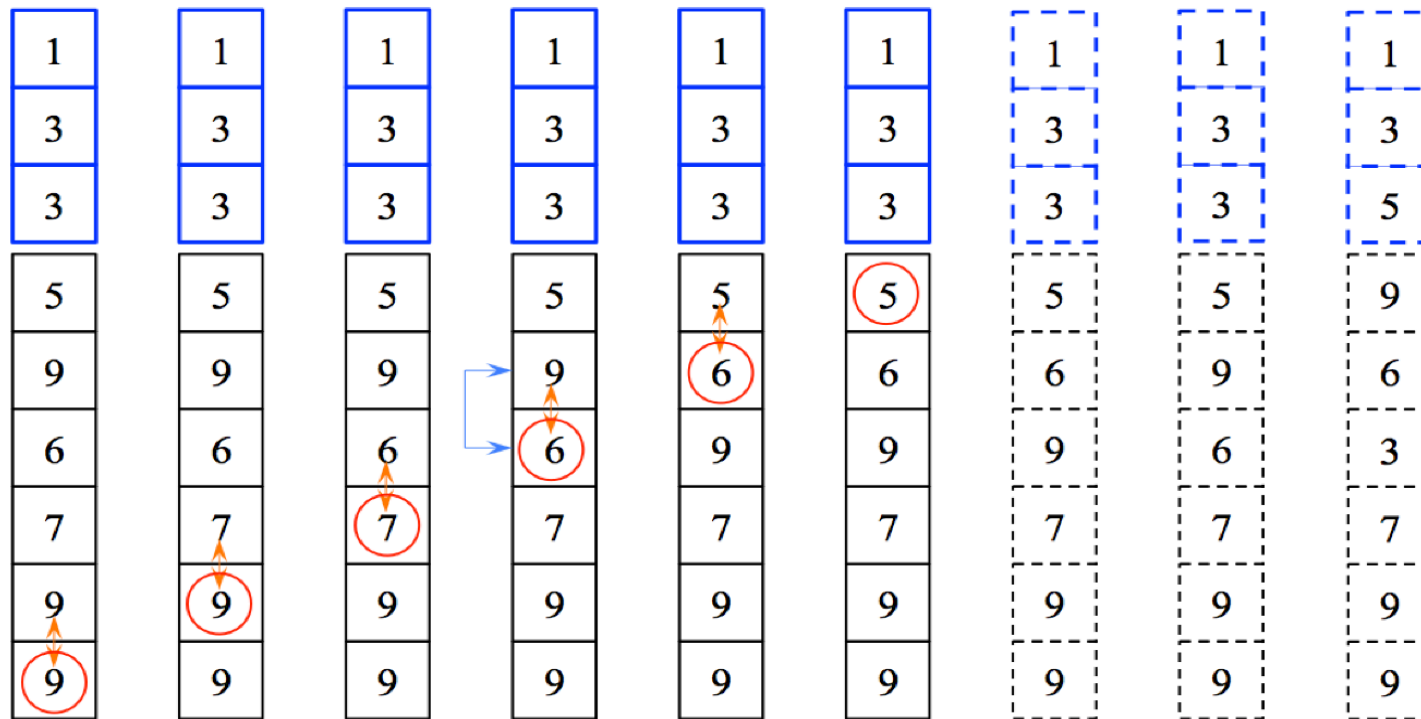 1 1 1 1 1 1 1 1 1
3 3 3 3 3 3 3 3 3
3 3 3 3 3 3 3 3 5
5 5 5 5 5 5 5 5 9
9 9 9 9 6 6 6 9 6
6 6 6 6 9 9 9 6 3
7 7 7 7 7 7 7 7 7
9 9 9 9 9 9 9 9 9
9 9 9 9 9 9 9 9 9